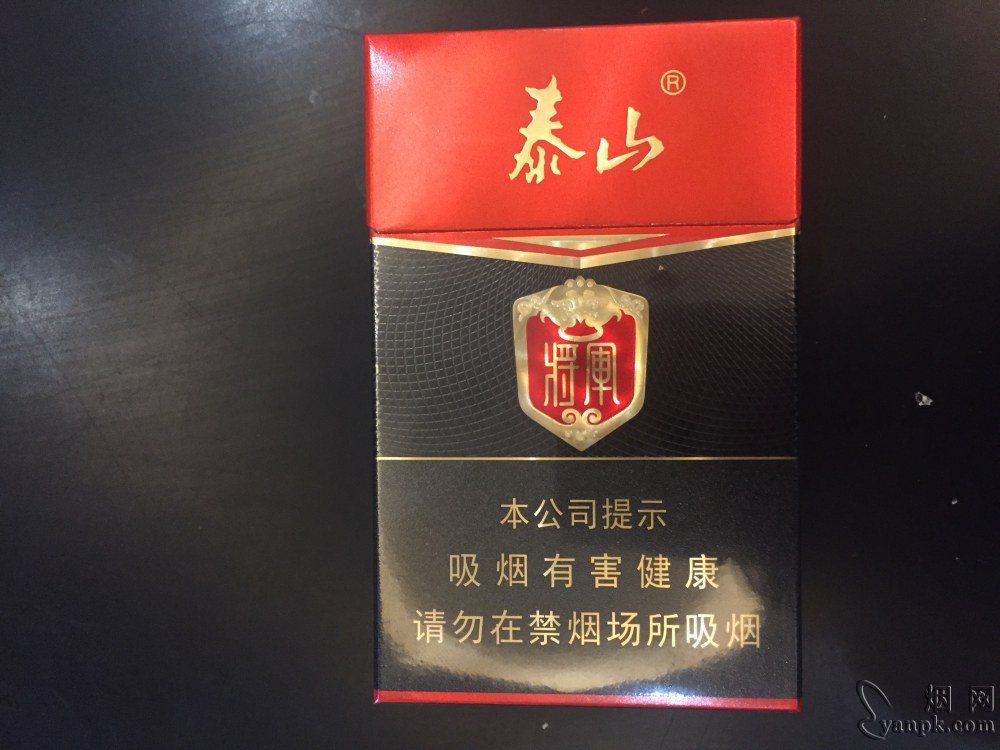 泰山®
将軍
本公司提示
吸烟有害健康
请勿在禁烟场所吸烟
烟网
yanpk.com